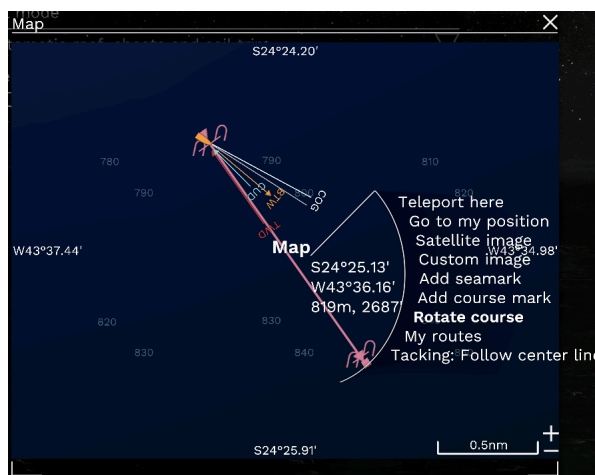 mode
Map
S24°24.20'
780
790
810
790
800
820
CUD
BTW
COG
TWD
Teleport here
Go to my position
Satellite image
W43°37.44'
Map
W43°34.98'
Custom image
S24°25.13'
Add seamark
W43°36.16'
Add course mark
819m, 2687'
820
830
Rotate course
My routes
830
840
Tacking: Follow center line
S24°25.91'
0.5nm